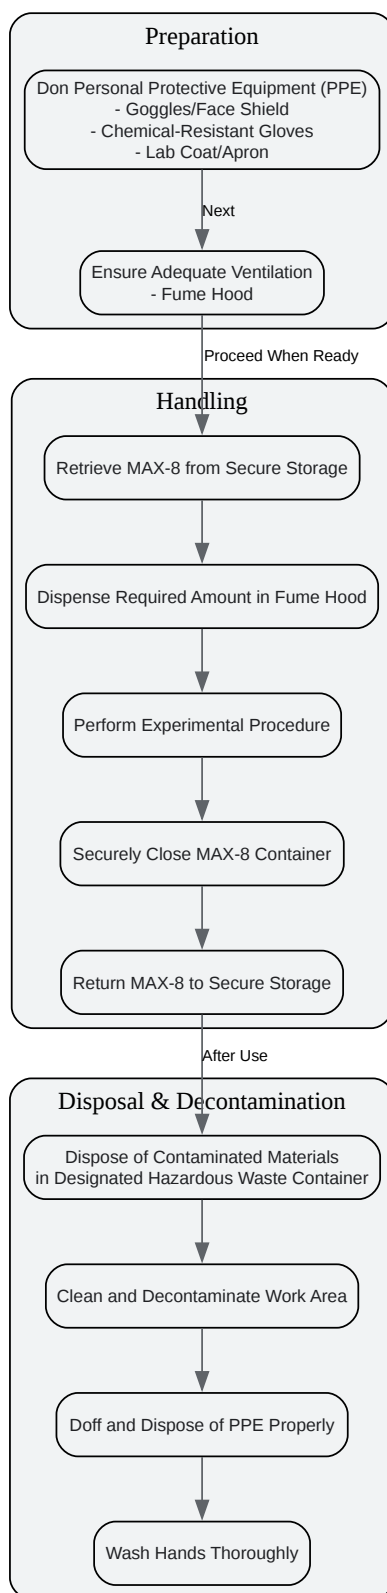 Preparation
Don Personal Protective Equipment (PPE)
- Goggles/Face Shield
- Chemical-Resistant Gloves
- Lab Coat/Apron
Next
Ensure Adequate Ventilation
- Fume Hood
Proceed When Ready
Handling
Retrieve MAX-8 from Secure Storage
Dispense Required Amount in Fume Hood
Perform Experimental Procedure
Securely Close MAX-8 Container
Return MAX-8 to Secure Storage
After Use
Disposal & Decontamination
Dispose of Contaminated Materials
in Designated Hazardous Waste Container
Clean and Decontaminate Work Area
Doff and Dispose of PPE Properly
Wash Hands Thoroughly